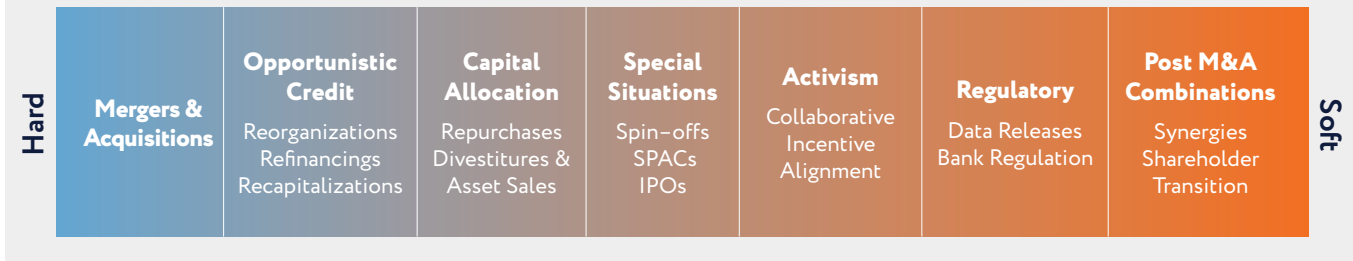 Hard
Mergers &
Acquisitions
Opportunistic
Credit
Reorganizations
Refinancings
Recapitalizations
Capital
Allocation
Repurchases
Divestitures &
Asset Sales
Special
Situations
Spin-offs
SPACs
IPOs
Activism
Collaborative
Incentive
Alignment
Regulatory
Data Releases
Bank Regulation
Post M&A
Combinations
Synergies
Shareholder
Transition
Soft